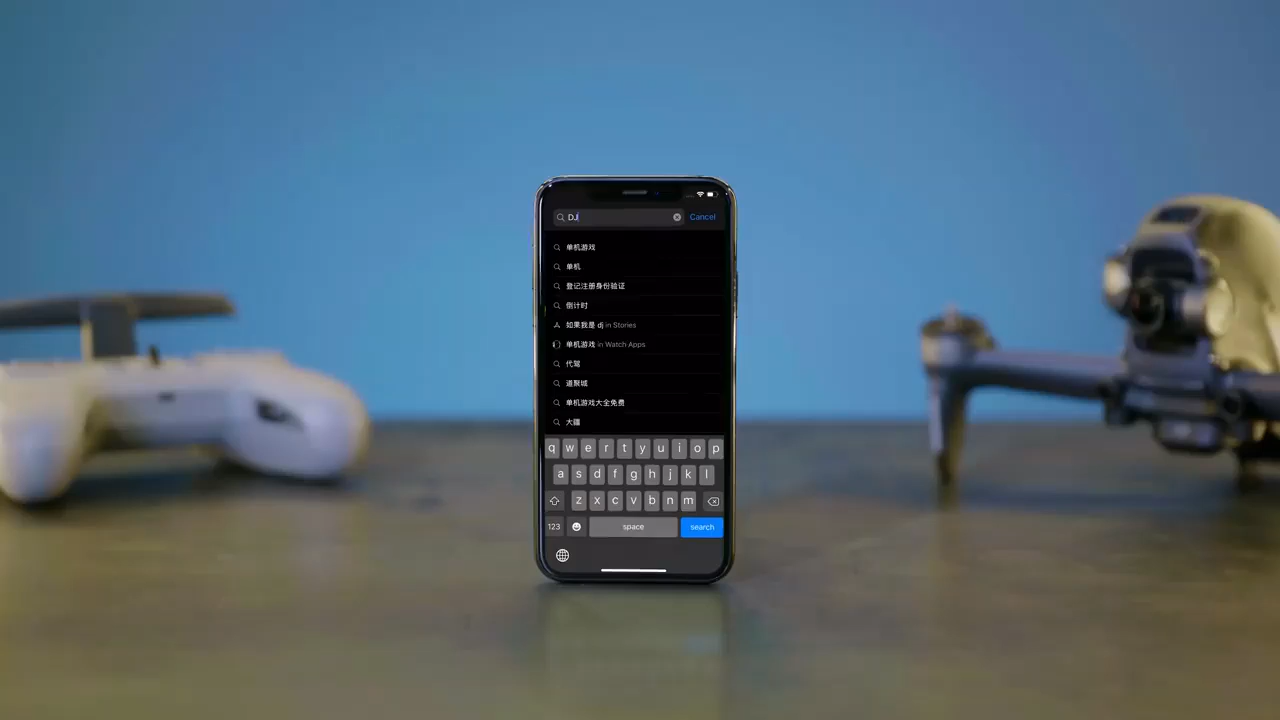 DJ Cancel
单机游戏
单机
登记注册身份验证
倒计时
如果我是 dj in Stories
单机游戏 in Watch Apps
代驾
道聚城
单机游戏大全免费
大疆
q w e r t y u i o p
a s d f g h j k l
z x c v b n m
123 space search